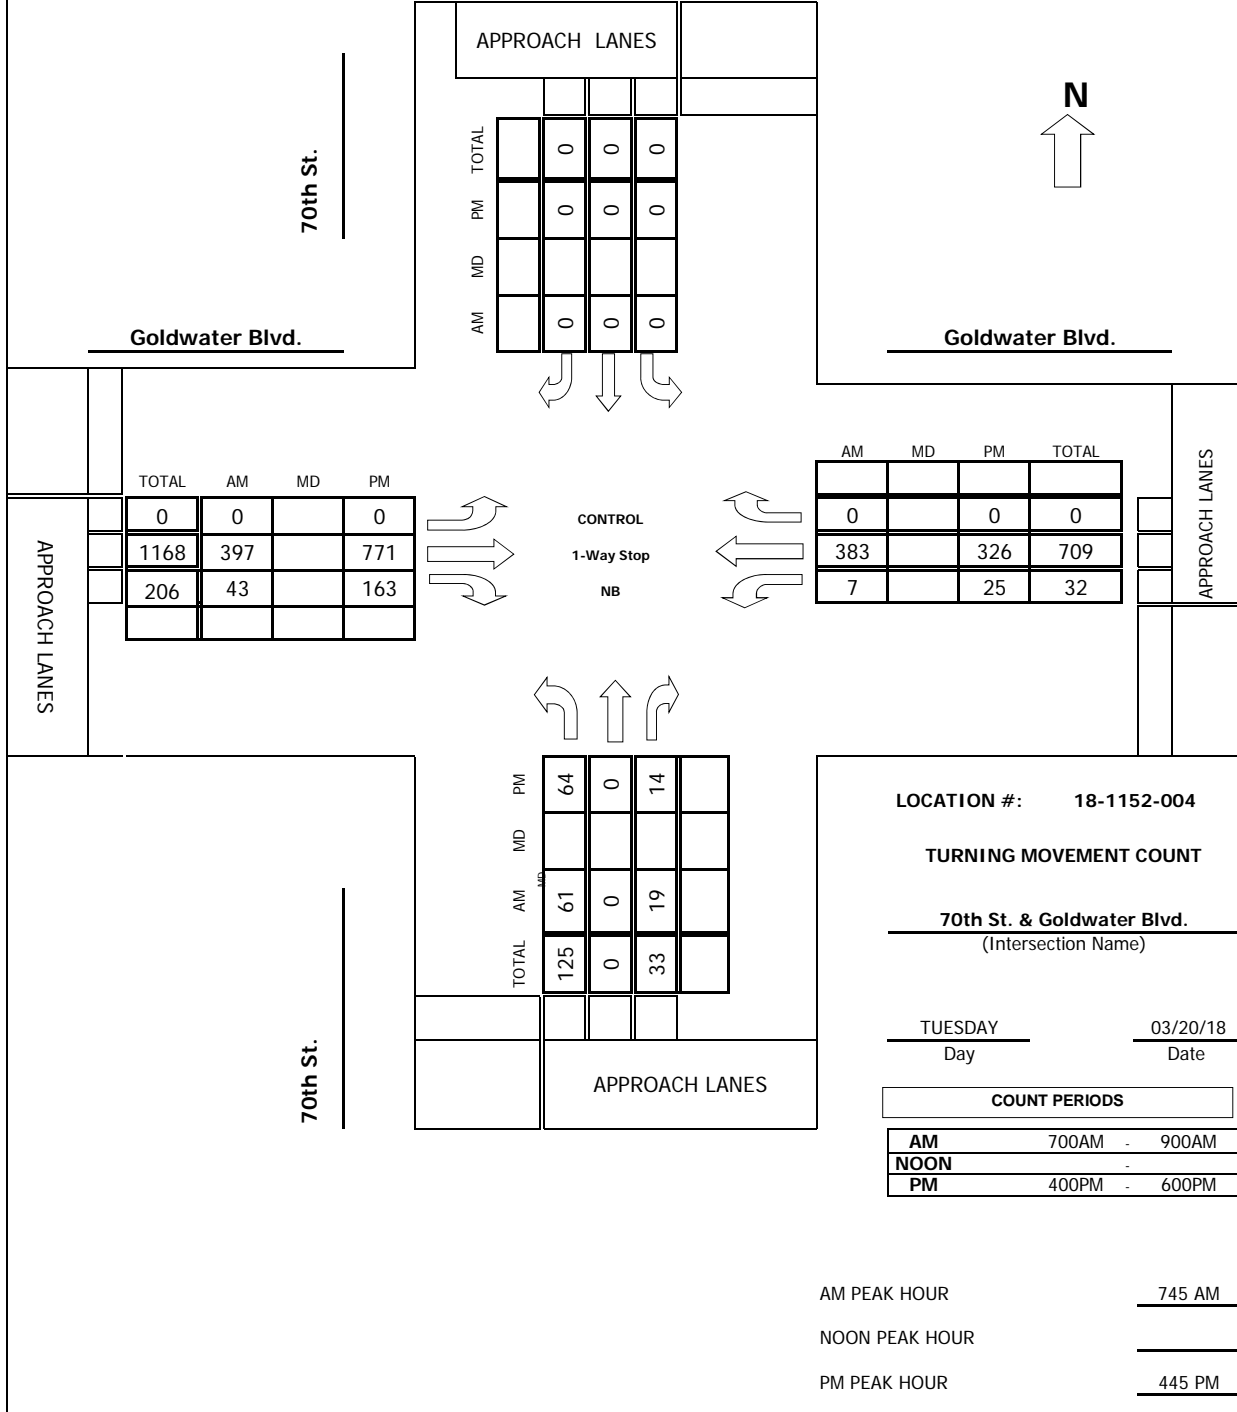 APPROACH LANES
N
70th St.
TOTAL
0 0 0
PM
0 0 0
MD
AM
0 0 0
Goldwater Blvd.
Goldwater Blvd.
AM MD PM TOTAL
0 0 0
383 326 709
7 25 32
APPROACH LANES
TOTAL AM MD PM
0 0 0
1168 397 771
206 43 163
APPROACH LANES
CONTROL
1-Way Stop
NB
PM
64 0 14
MD
MD
AM
61 0 19
TOTAL
125 0 33
APPROACH LANES
70th St.
LOCATION #: 18-1152-004
TURNING MOVEMENT COUNT
70th St. & Goldwater Blvd.
(Intersection Name)
TUESDAY 03/20/18
Day Date
COUNT PERIODS
AM 700AM - 900AM
NOON -
PM 400PM - 600PM
AM PEAK HOUR 745 AM
NOON PEAK HOUR
PM PEAK HOUR 445 PM